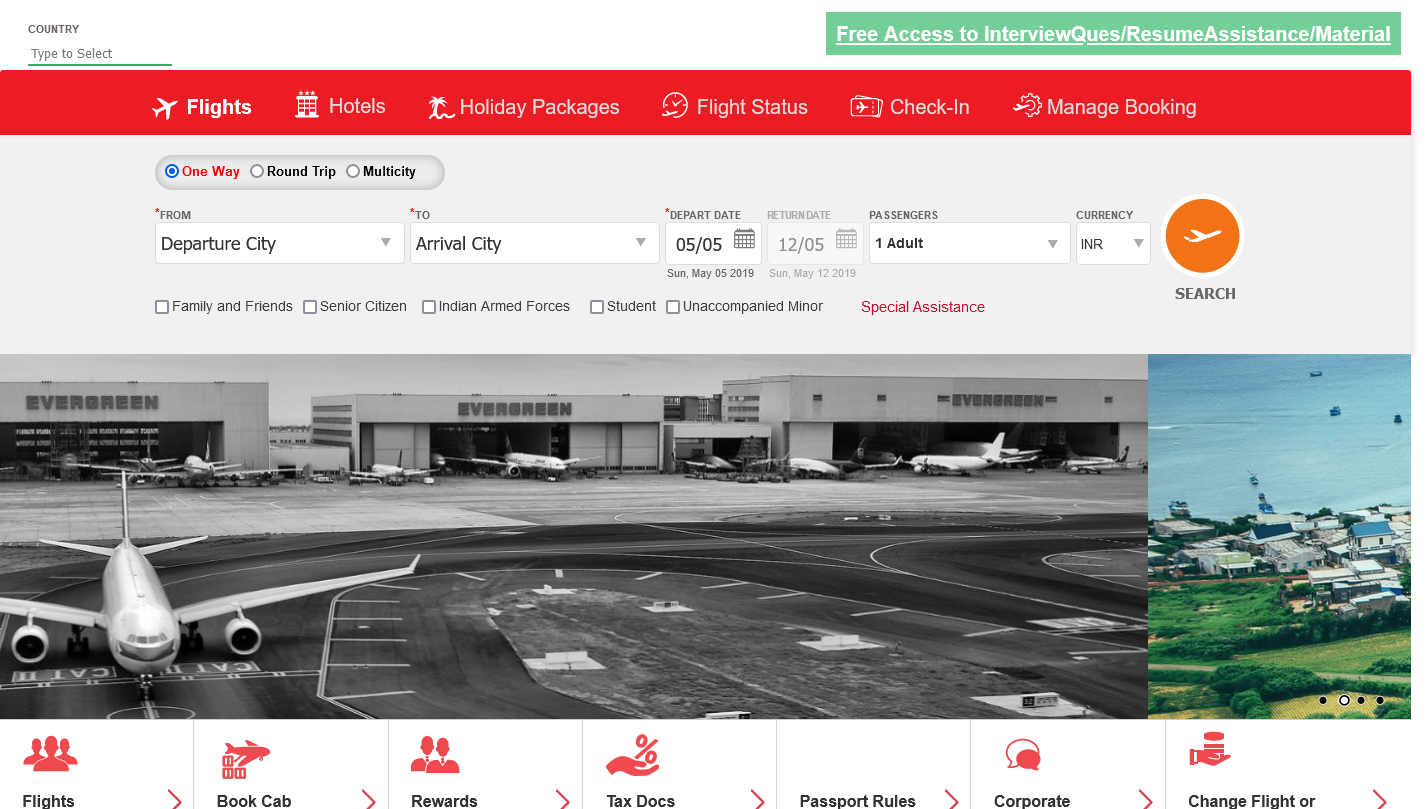 COUNTRY
Type to Select
Free Access to InterviewQues/ResumeAssistance/Material
Flights Hotels Holiday Packages Flight Status Check-In Manage Booking
One Way Round Trip Multicity
*FROM *TO *DEPART DATE RETURN DATE PASSENGERS CURRENCY
Departure City Arrival City 05/05 12/05 1 Adult INR
Sun, May 05 2019 Sun, May 12 2019
SEARCH
Family and Friends Senior Citizen Indian Armed Forces Student Unaccompanied Minor Special Assistance
EVERGREEN EVERGREEN EVERGREEN
CAT II CAT II
Flights Book Cab Rewards Tax Docs Passport Rules Corporate Change Flight or